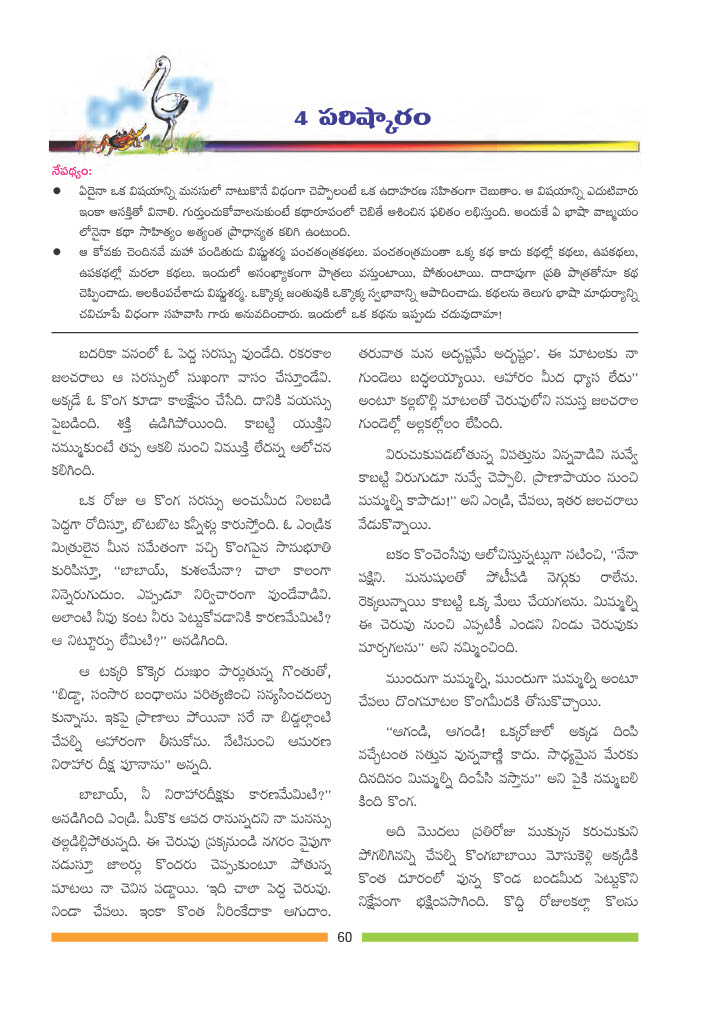 4 పరిష్కారం
నేపథ్యం:
● ఏదైనా ఒక విషయాన్ని మనసులో నాటుకొనే విధంగా చెప్పాలంటే ఒక ఉదాహరణ సహితంగా చెబుతాం. ఆ విషయాన్ని ఎదుటివారు
ఇంకా ఆసక్తితో వినాలి. గుర్తుంచుకోవాలనుకుంటే కథారూపంలో చెబితే ఆశించిన ఫలితం లభిస్తుంది. అందుకే ఏ భాషా వాఙ్మయం
లోనైనా కథా సాహిత్యం అత్యంత ప్రాధాన్యత కలిగి ఉంటుంది.
● ఆ కోవకు చెందినవే మహా పండితుడు విష్ణుశర్మ పంచతంత్రకథలు. పంచతంత్రమంతా ఒక్క కథ కాదు కథల్లో కథలు, ఉపకథలు,
ఉపకథల్లో మరలా కథలు. ఇందులో అసంఖ్యాకంగా పాత్రలు వస్తుంటాయి, పోతుంటాయి. దాదాపుగా ప్రతి పాత్రతోనూ కథ
చెప్పించాడు. ఆలకింపచేశాడు విష్ణుశర్మ. ఒక్కొక్క జంతువుకి ఒక్కొక్క స్వభావాన్ని ఆపాదించాడు. కథలను తెలుగు భాషా మాధుర్యాన్ని
చవిచూపే విధంగా సహవాసి గారు అనువదించారు. ఇందులో ఒక కథను ఇప్పుడు చదువుదామా!
బదరికా వనంలో ఓ పెద్ద సరస్సు వుండేది. రకరకాల
జలచరాలు ఆ సరస్సులో సుఖంగా వాసం చేస్తూండేవి.
అక్కడే ఓ కొంగ కూడా కాలక్షేపం చేసేది. దానికి వయస్సు
పైబడింది. శక్తి ఉడిగిపోయింది. కాబట్టి యుక్తిని
నమ్ముకుంటే తప్ప ఆకలి నుంచి విముక్తి లేదన్న ఆలోచన
కలిగింది.
ఒక రోజు ఆ కొంగ సరస్సు అంచుమీద నిలబడి
పెద్దగా రోదిస్తూ, బొటబొట కన్నీళ్లు కారుస్తోంది. ఓ ఎండ్రిక
మిత్రులైన మీన సమేతంగా వచ్చి కొంగపైన సానుభూతి
కురిపిస్తూ, “బాబాయ్, కుశలమేనా? చాలా కాలంగా
నిన్నెరుగుదుం. ఎప్పుడూ నిర్విచారంగా వుండేవాడివి.
అలాంటి నీవు కంట నీరు పెట్టుకోవడానికి కారణమేమిటి?
ఆ నిట్టూర్పు లేమిటి?” అనడిగింది.
ఆ టక్కరి కొక్కెర దుఃఖం పొర్లుతున్న గొంతుతో,
“బిడ్డా, సంసార బంధాలను పరిత్యజించి సన్యసించదల్చు
కున్నాను. ఇకపై ప్రాణాలు పోయినా సరే నా బిడ్డల్లాంటి
చేపల్ని ఆహారంగా తీసుకోను. నేటినుంచి ఆమరణ
నిరాహార దీక్ష పూనాను” అన్నది.
బాబాయ్, నీ నిరాహారదీక్షకు కారణమేమిటి?”
అనడిగింది ఎండ్రి. మీకొక ఆపద రానున్నదని నా మనస్సు
తల్లడిల్లిపోతున్నది. ఈ చెరువు ప్రక్కనుండి నగరం వైపుగా
నడుస్తూ జాలర్లు కొందరు చెప్పుకుంటూ పోతున్న
మాటలు నా చెవిన పడ్డాయి. ‘ఇది చాలా పెద్ద చెరువు.
నిండా చేపలు. ఇంకా కొంత నీరింకేదాకా ఆగుదాం.
తరువాత మన అదృష్టమే అదృష్టం’. ఈ మాటలకు నా
గుండెలు బద్ధలయ్యాయి. ఆహారం మీద ధ్యాస లేదు”
అంటూ కల్లబొల్లి మాటలతో చెరువులోని సమస్త జలచరాల
గుండెల్లో అల్లకల్లోలం లేపింది.
విరుచుకుపడబోతున్న విపత్తును విన్నవాడివి నువ్వే
కాబట్టి విరుగుడూ నువ్వే చెప్పాలి. ప్రాణాపాయం నుంచి
మమ్మల్ని కాపాడు!” అని ఎండ్రి, చేపలు, ఇతర జలచరాలు
వేడుకొన్నాయి.
బకం కొంచెంసేపు ఆలోచిస్తున్నట్లుగా నటించి, “నేనా
పక్షిని. మనుషులతో పోటీపడి నెగ్గుకు రాలేను.
రెక్కలున్నాయి కాబట్టి ఒక్క మేలు చేయగలను. మిమ్మల్ని
ఈ చెరువు నుంచి ఎప్పటికీ ఎండని నిండు చెరువుకు
మార్చగలను” అని నమ్మించింది.
ముందుగా మమ్మల్ని, ముందుగా మమ్మల్ని అంటూ
చేపలు దొంగమాటల కొంగమీదకి తోసుకొచ్చాయి.
“ఆగండి, ఆగండి! ఒక్కరోజులో అక్కడ దింపి
వచ్చేటంత సత్తువ వున్నవాణ్ణి కాదు. సాధ్యమైన మేరకు
దినదినం మిమ్మల్ని దింపేసి వస్తాను” అని పైకి నమ్మబలి
కింది కొంగ.
అది మొదలు ప్రతిరోజు ముక్కున కరుచుకుని
పోగలిగినన్ని చేపల్ని కొంగబాబాయి మోసుకెళ్లి అక్కడికి
కొంత దూరంలో వున్న కొండ బండమీద పెట్టుకొని
నిక్షేపంగా భక్షింపసాగింది. కొద్ది రోజులకల్లా కొలను
60